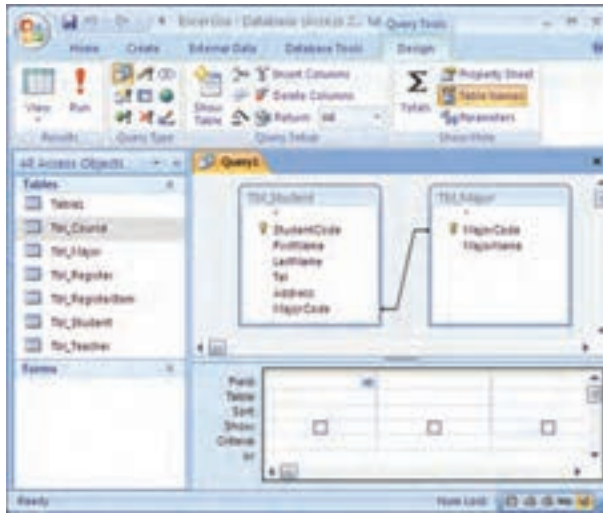 Query Tools
Home Create External Data Database Tools Design
View Run
Show Table
Insert Columns
Delete Columns
Return: All
Totals
Property Sheet
Table Names
Parameters
Results Query Type Query Setup Show/Hide
All Access Objects
Query1
Tables
Tbl_Course
Tbl_Major
Tbl_Register
Tbl_RegisterItem
Tbl_Student
Tbl_Teacher
Forms
Tbl_Student
*
StudentCode
FirstName
LastName
Tel
Address
MajorCode
Tbl_Major
*
MajorCode
MajorName
Field:
Table:
Sort:
Show:
Criteria:
or:
Ready
Num Lock